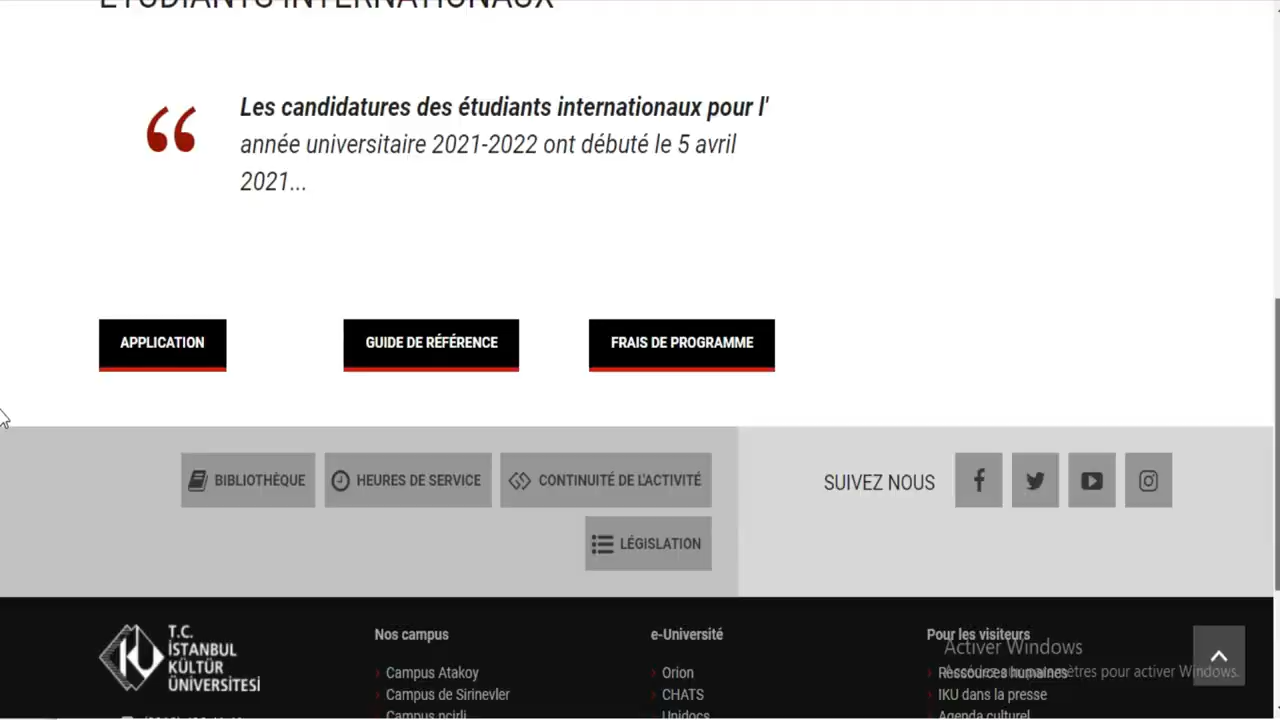 ÉTUDIANTS INTERNATIONAUX
Les candidatures des étudiants internationaux pour l'
année universitaire 2021-2022 ont débuté le 5 avril
2021...
APPLICATION
GUIDE DE RÉFÉRENCE
FRAIS DE PROGRAMME
BIBLIOTHÈQUE
HEURES DE SERVICE
CONTINUITÉ DE L'ACTIVITÉ
LÉGISLATION
SUIVEZ NOUS
T.C.
İSTANBUL
KÜLTÜR
ÜNİVERSİTESİ
Nos campus
Campus Atakoy
Campus de Sirinevler
Campus ncirli
e-Université
Orion
CHATS
Unidocs
Pour les visiteurs
Ressources humaines
IKU dans la presse
Agenda culturel
Activer Windows
paramètres pour activer Windows.